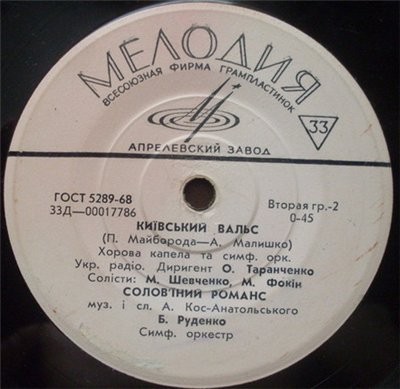 МЕЛОДИЯ
ВСЕСОЮЗНАЯ ФИРМА ГРАМПЛАСТИНОК
33
АПРЕЛЕВСКИЙ ЗАВОД
ГОСТ 5289-68
33Д—00017786
Вторая гр.-2
0-45
КИЇВСЬКИЙ ВАЛЬС
(П. Майборода—А. Малишко)
Хорова капела та симф. орк.
Укр. радіо. Диригент О. Таранченко
Солісти: М. Шевченко, М. Фокін
СОЛОВ'ЇНИЙ РОМАНС
муз. і сл. А. Кос-Анатольського
Б. Руденко
Симф. оркестр